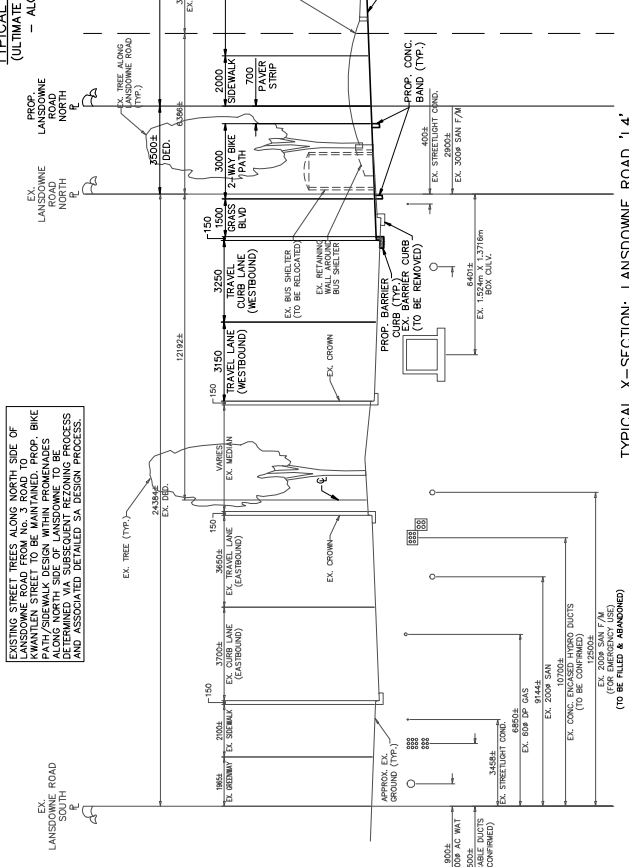 TYPICAL
(ULTIMATE
– ALO
PROP.
LANSDOWNE
ROAD
NORTH
EX.
LANSDOWNE
ROAD
NORTH
EX. TREE ALONG
LANSDOWNE ROAD
(TYP.)
6386±
3500±
DED.
2000
SIDEWALK
700
PAVER
STRIP
3000
2-WAY BIKE
PATH
150
1500
GRASS
BLVD
3250
TRAVEL
CURB LANE
(WESTBOUND)
3150
TRAVEL LANE
(WESTBOUND)
150
12192±
24384±
EX. DED.
VARIES
EX. MEDIAN
150
3650±
EX. TRAVEL LANE
(EASTBOUND)
3700±
EX. CURB LANE
(EASTBOUND)
150
2100±
EX. SIDEWALK
1965±
EX. GREENWAY
EX.
LANSDOWNE ROAD
SOUTH
EX. TREE (TYP.)
EXISTING STREET TREES ALONG NORTH SIDE OF
LANSDOWNE ROAD FROM No. 3 ROAD TO
KWANTLEN STREET TO BE MAINTAINED. PROP. BIKE
PATH/SIDEWALK DESIGN WITHIN PROMENADES
ALONG NORTH SIDE OF LANSDOWNE TO BE
DETERMINED VIA SUBSEQUENT REZONING PROCESS
AND ASSOCIATED DETAILED SA DESIGN PROCESS.
EX. BUS SHELTER
(TO BE RELOCATED)
EX. RETAINING
WALL AROUND
BUS SHELTER
EX. CROWN
EX. CROWN
APPROX. EX.
GROUND (TYP.)
PROP. BARRIER
CURB (TYP.)
EX. BARRIER CURB
(TO BE REMOVED)
PROP. CONC.
BAND (TYP.)
400±
EX. STREETLIGHT COND.
2900±
EX. 300ø SAN F/M
6401±
EX. 1.524m X 1.3716m
BOX CULV.
3458±
EX. STREETLIGHT COND.
6850±
EX. 60ø DP GAS
9144±
EX. 200ø SAN
10700±
EX. CONC. ENCASED HYDRO DUCTS
(TO BE CONFIRMED)
12500±
EX. 200ø SAN F/M
(FOR EMERGENCY USE)
(TO BE FILLED & ABANDONED)
900±
00ø AC WAT
500±
ABLE DUCTS
CONFIRMED)
TYPICAL X-SECTION: LANSDOWNE ROAD 'L4'